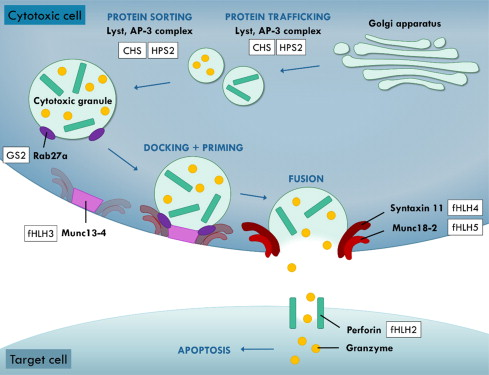 Cytotoxic cell
PROTEIN SORTING
Lyst, AP-3 complex
CHS HPS2
PROTEIN TRAFFICKING
Lyst, AP-3 complex
CHS HPS2
Golgi apparatus
Cytotoxic granule
GS2 Rab27a
DOCKING + PRIMING
FUSION
fHLH3 Munc13-4
Syntaxin 11 fHLH4
Munc18-2 fHLH5
Perforin fHLH2
Granzyme
APOPTOSIS
Target cell